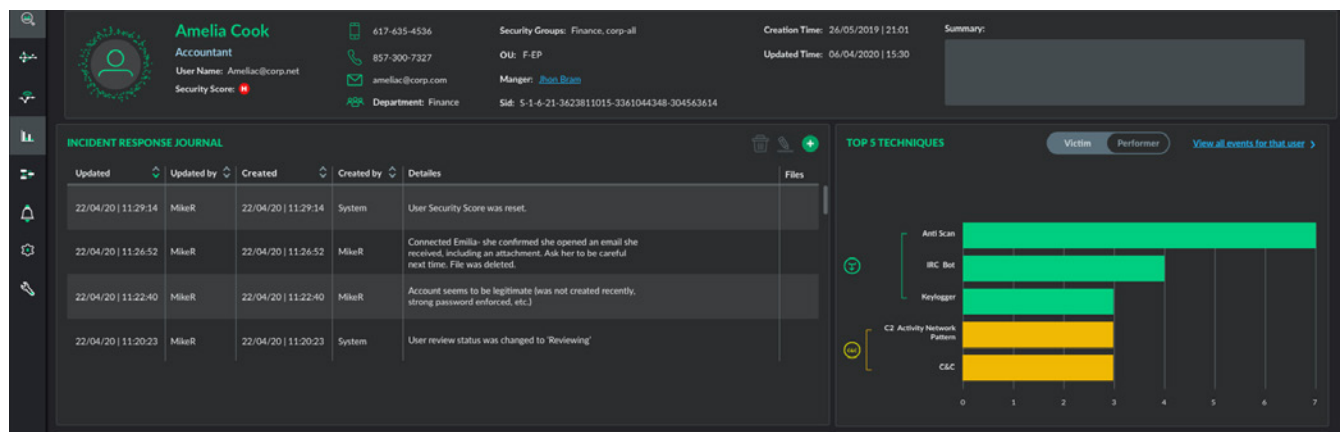 Amelia Cook
Accountant
User Name: Ameliac@corp.net
Security Score: H
617-635-4536
857-300-7327
ameliac@corp.com
Department: Finance
Security Groups: Finance, corp-all
OU: F-EP
Manger: Jhon Bram
Sid: S-1-6-21-3623811015-3361044348-304563614
Creation Time: 26/05/2019 | 21:01
Updated Time: 06/04/2020 | 15:30
Summary:
INCIDENT RESPONSE JOURNAL
Updated Updated by Created Created by Detailes Files
22/04/20 | 11:29:14 MikeR 22/04/20 | 11:29:14 System User Security Score was reset.
22/04/20 | 11:26:52 MikeR 22/04/20 | 11:26:52 MikeR Connected Emilia- she confirmed she opened an email she
received, including an attachment. Ask her to be careful
next time. File was deleted.
22/04/20 | 11:22:40 MikeR 22/04/20 | 11:22:40 MikeR Account seems to be legitimate (was not created recently,
strong password enforced, etc.)
22/04/20 | 11:20:23 MikeR 22/04/20 | 11:20:23 System User review status was changed to 'Reviewing'
TOP 5 TECHNIQUES
Victim Performer
View all events for that user >
Anti Scan
IRC Bot
Keylogger
C2 Activity Network
Pattern
C&C
C&C
0 1 2 3 4 5 6 7